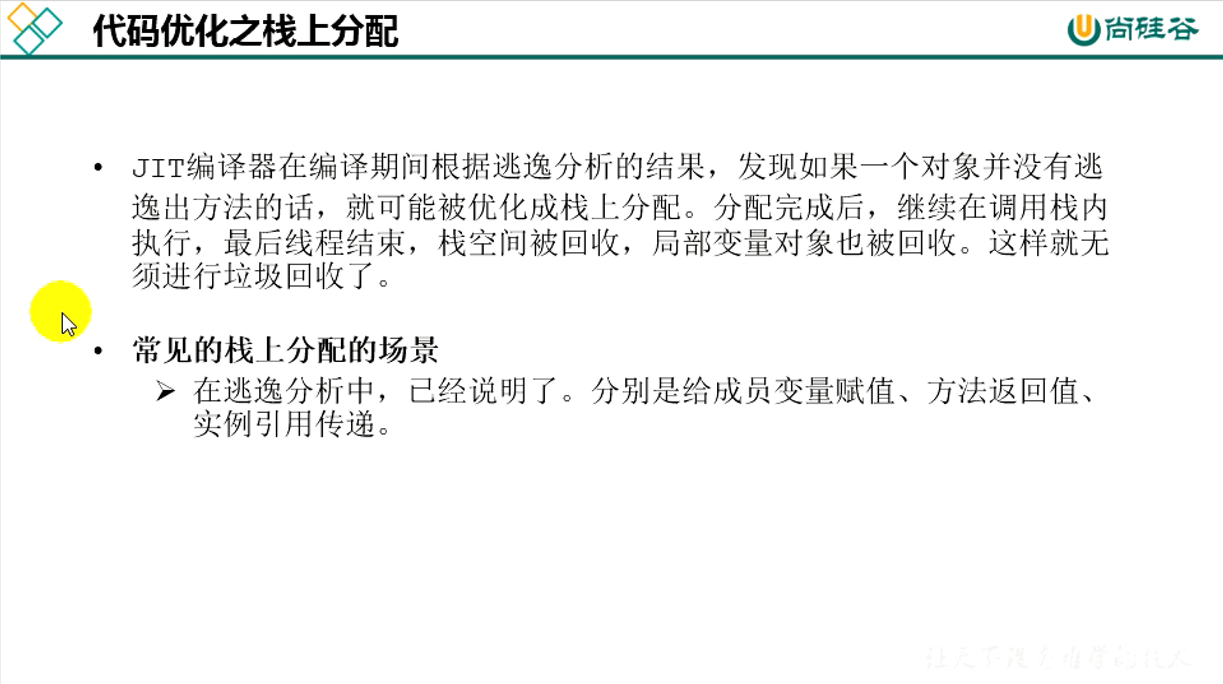 代码优化之栈上分配
尚硅谷
• JIT编译器在编译期间根据逃逸分析的结果，发现如果一个对象并没有逃
逸出方法的话，就可能被优化成栈上分配。分配完成后，继续在调用栈内
执行，最后线程结束，栈空间被回收，局部变量对象也被回收。这样就无
须进行垃圾回收了。
• 常见的栈上分配的场景
➢ 在逃逸分析中，已经说明了。分别是给成员变量赋值、方法返回值、
实例引用传递。
让天下没有难学的技术